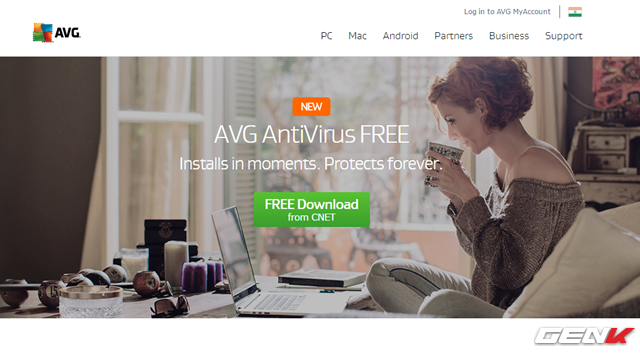 Log in to AVG MyAccount
AVG
PC Mac Android Partners Business Support
NEW
AVG AntiVirus FREE
Installs in moments. Protects forever.
FREE Download
from CNET
GENK